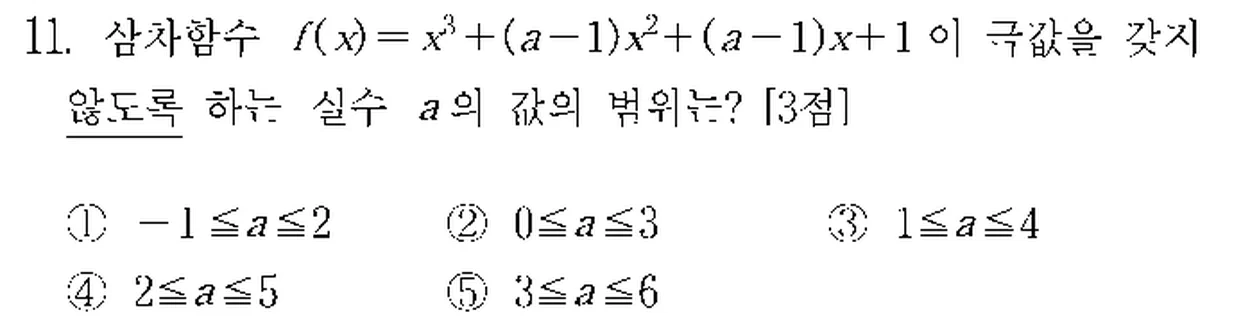 11. 삼차함수 f(x)=x³+(a-1)x²+(a-1)x+1이 극값을 갖지
않도록 하는 실수 a의 값의 범위는? [3점]
① -1≦a≦2 ② 0≦a≦3 ③ 1≦a≦4
④ 2≦a≦5 ⑤ 3≦a≦6